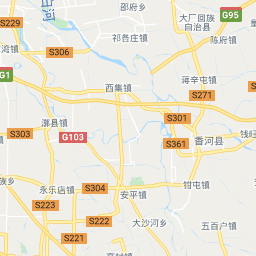 邵府乡
S229
古河
大厂回族
自治县
G95
祁各庄镇
陈府镇
S306
G1
蒋辛屯镇
西集镇
S271
S301
漷县镇
S303
G103
香河县
S361
永乐店镇
S304
安平镇
钳屯镇
S223
S222
大沙河乡
五百户镇
S221